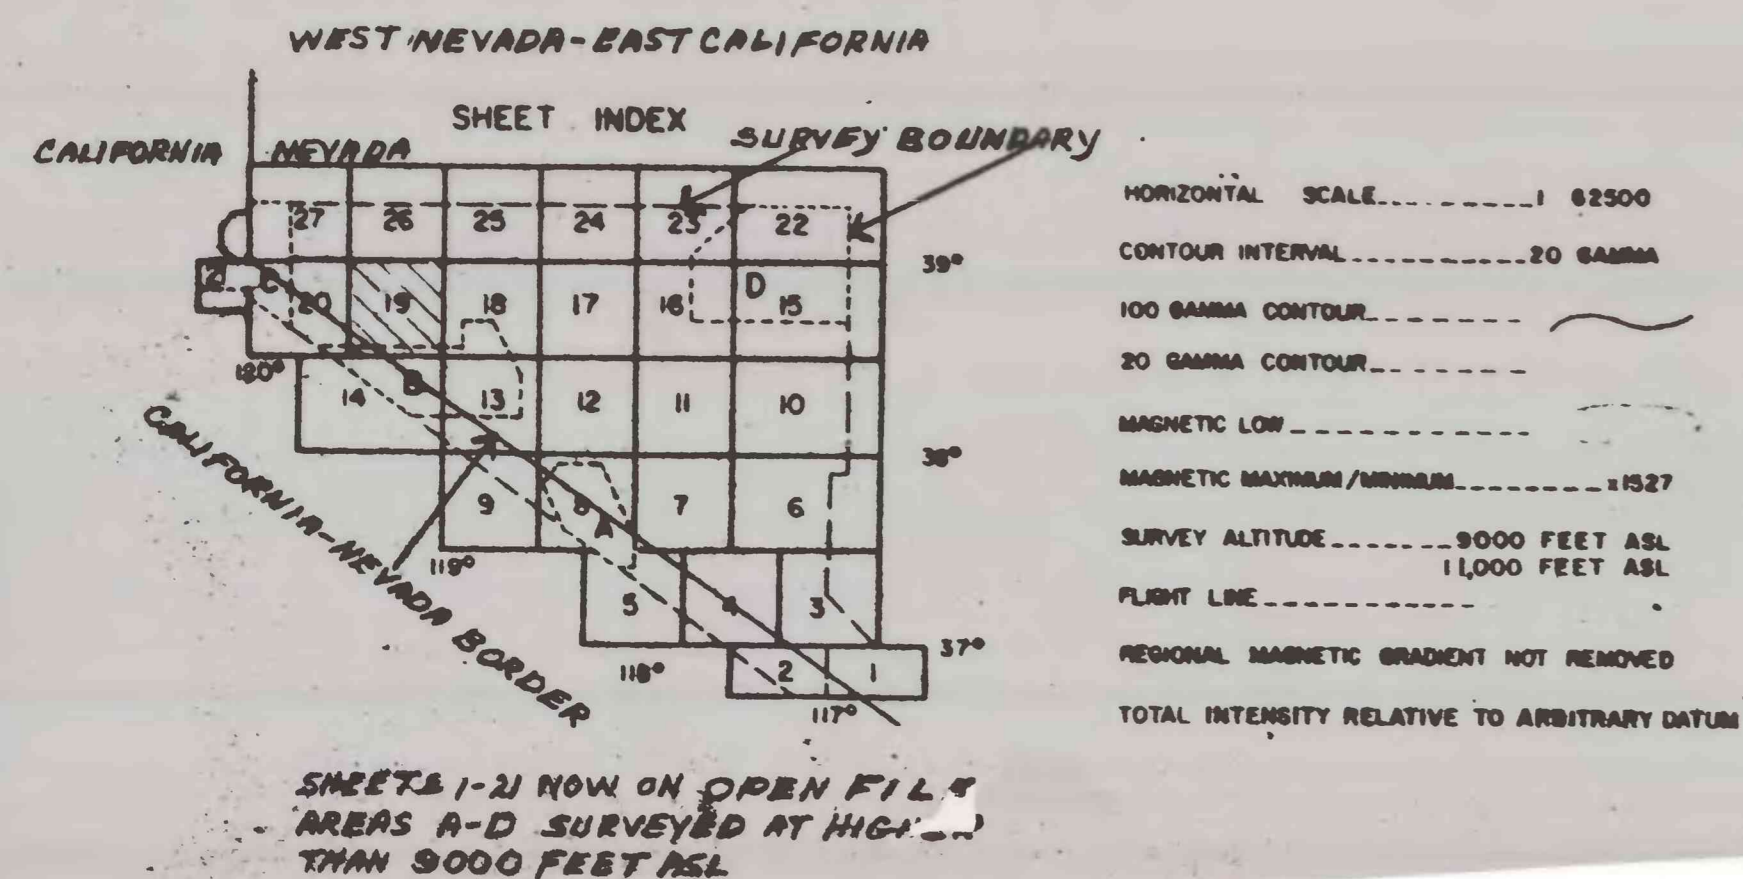 WEST NEVADA-EAST CALIFORNIA
SHEET INDEX
SURVEY BOUNDARY
CALIFORNIA NEVADA
27 26 25 24 23 22
39°
C 20 19 18 17 16 D 15
120°
B
14 13 12 11 10
38°
9 8 A 7 6
119°
5 4 3
37°
118° 2 1
117°
CALIFORNIA-NEVADA BORDER
SHEETS 1-21 NOW ON OPEN FILE
AREAS A-D SURVEYED AT
THAN 9000 FEET ASL
HORIZONTAL SCALE----------1 62500
CONTOUR INTERVAL-----------20 GAMMA
100 GAMMA CONTOUR--------
20 GAMMA CONTOUR--------
MAGNETIC LOW-------------
MAGNETIC MAXIMUM/MINIMUM---------x1527
SURVEY ALTITUDE-------9000 FEET ASL
11,000 FEET ASL
FLIGHT LINE------------
REGIONAL MAGNETIC GRADIENT NOT REMOVED
TOTAL INTENSITY RELATIVE TO ARBITRARY DATUM